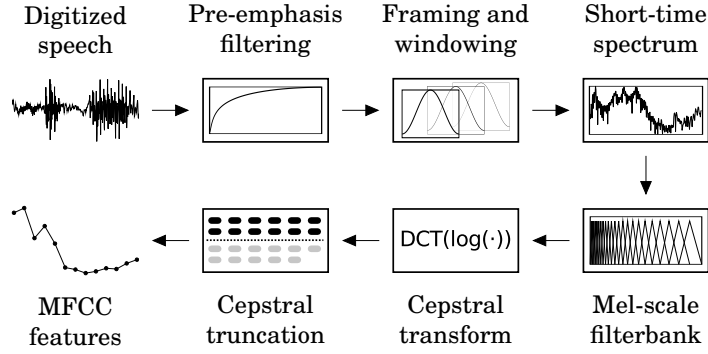 Digitized
speech
Pre-emphasis
filtering
Framing and
windowing
Short-time
spectrum
DCT(log(·))
MFCC
features
Cepstral
truncation
Cepstral
transform
Mel-scale
filterbank